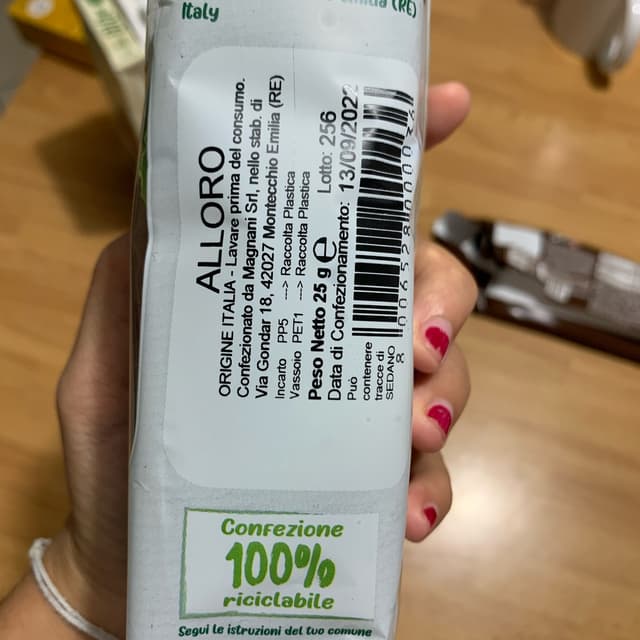 Italy
(RE)
ALLORO
ORIGINE ITALIA - Lavare prima del consumo.
Confezionato da Magnani Srl, nello stab. di
Via Gondar 18, 42027 Montecchio Emilia (RE)
Incarto PP5 ---> Raccolta Plastica
Vassoio PET1 ---> Raccolta Plastica
Peso Netto 25 g e Lotto: 256
Data di Confezionamento: 13/09/2022
Può
contenere
tracce di
SEDANO
Confezione
100%
riciclabile
Segui le istruzioni del tuo comune